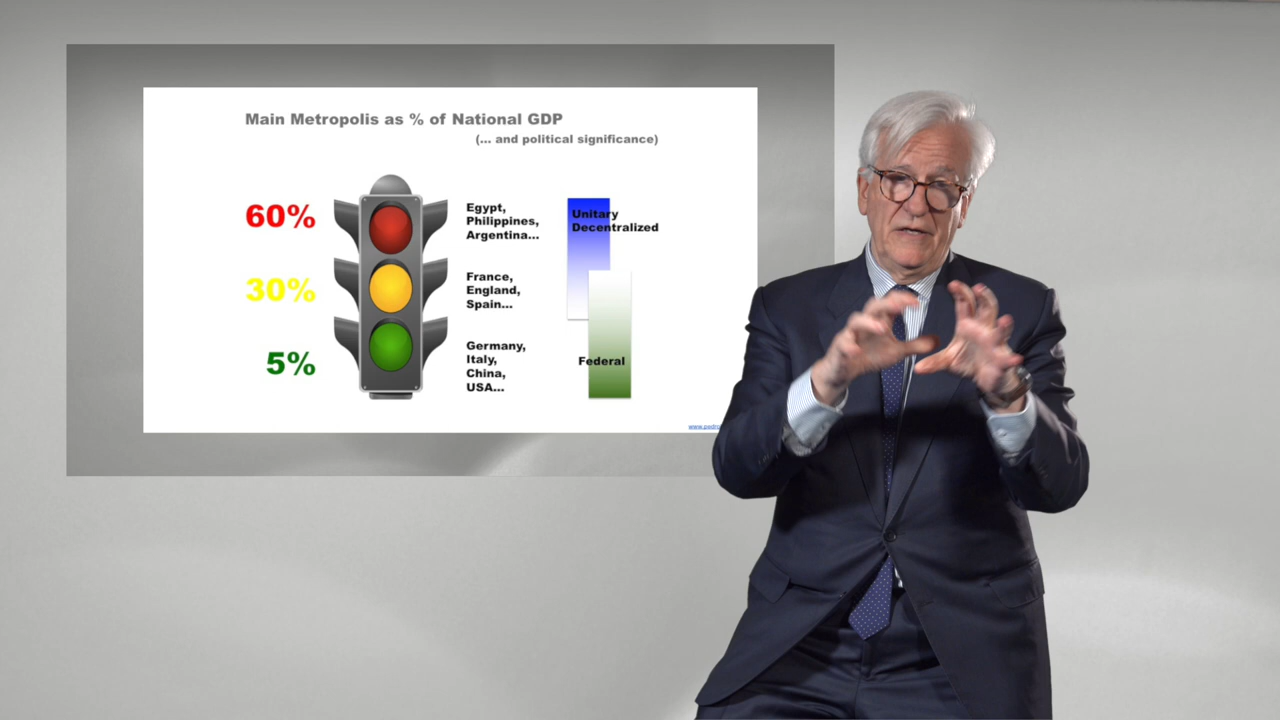 Main Metropolis as % of National GDP
(... and political significance)
60%
Egypt,
Philippines,
Argentina...
Unitary
Decentralized
30%
France,
England,
Spain...
5%
Germany,
Italy,
China,
USA...
Federal